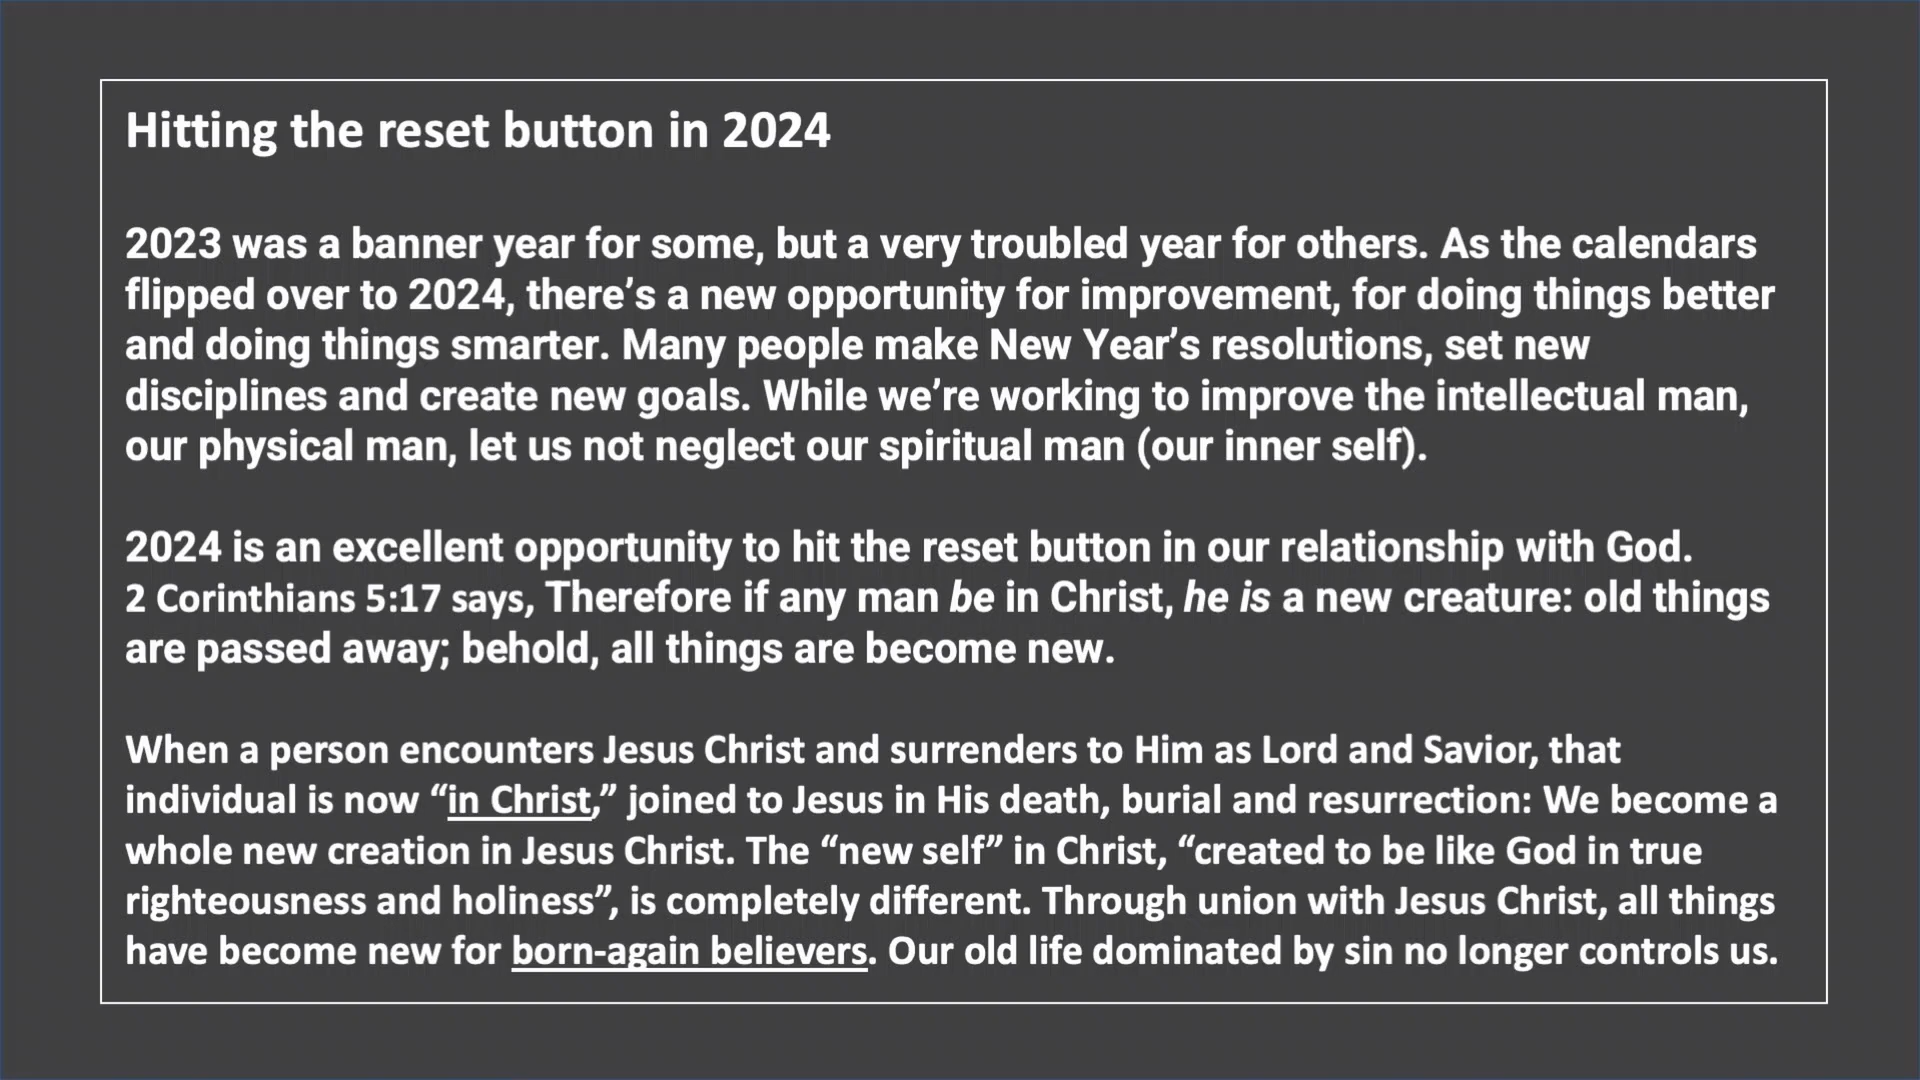 Hitting the reset button in 2024
2023 was a banner year for some, but a very troubled year for others. As the calendars
flipped over to 2024, there’s a new opportunity for improvement, for doing things better
and doing things smarter. Many people make New Year’s resolutions, set new
disciplines and create new goals. While we’re working to improve the intellectual man,
our physical man, let us not neglect our spiritual man (our inner self).
2024 is an excellent opportunity to hit the reset button in our relationship with God.
2 Corinthians 5:17 says, Therefore if any man be in Christ, he is a new creature: old things
are passed away; behold, all things are become new.
When a person encounters Jesus Christ and surrenders to Him as Lord and Savior, that
individual is now “in Christ,” joined to Jesus in His death, burial and resurrection: We become a
whole new creation in Jesus Christ. The “new self” in Christ, “created to be like God in true
righteousness and holiness”, is completely different. Through union with Jesus Christ, all things
have become new for born-again believers. Our old life dominated by sin no longer controls us.